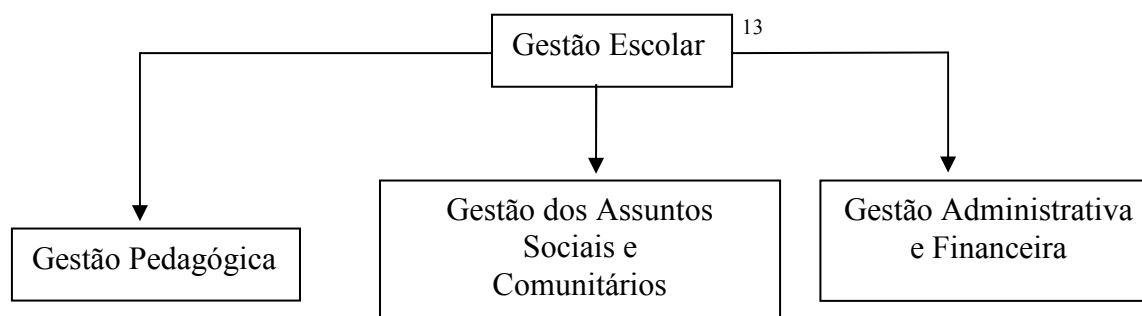 Gestão Escolar
13
Gestão Pedagógica
Gestão dos Assuntos
Sociais e
Comunitários
Gestão Administrativa
e Financeira